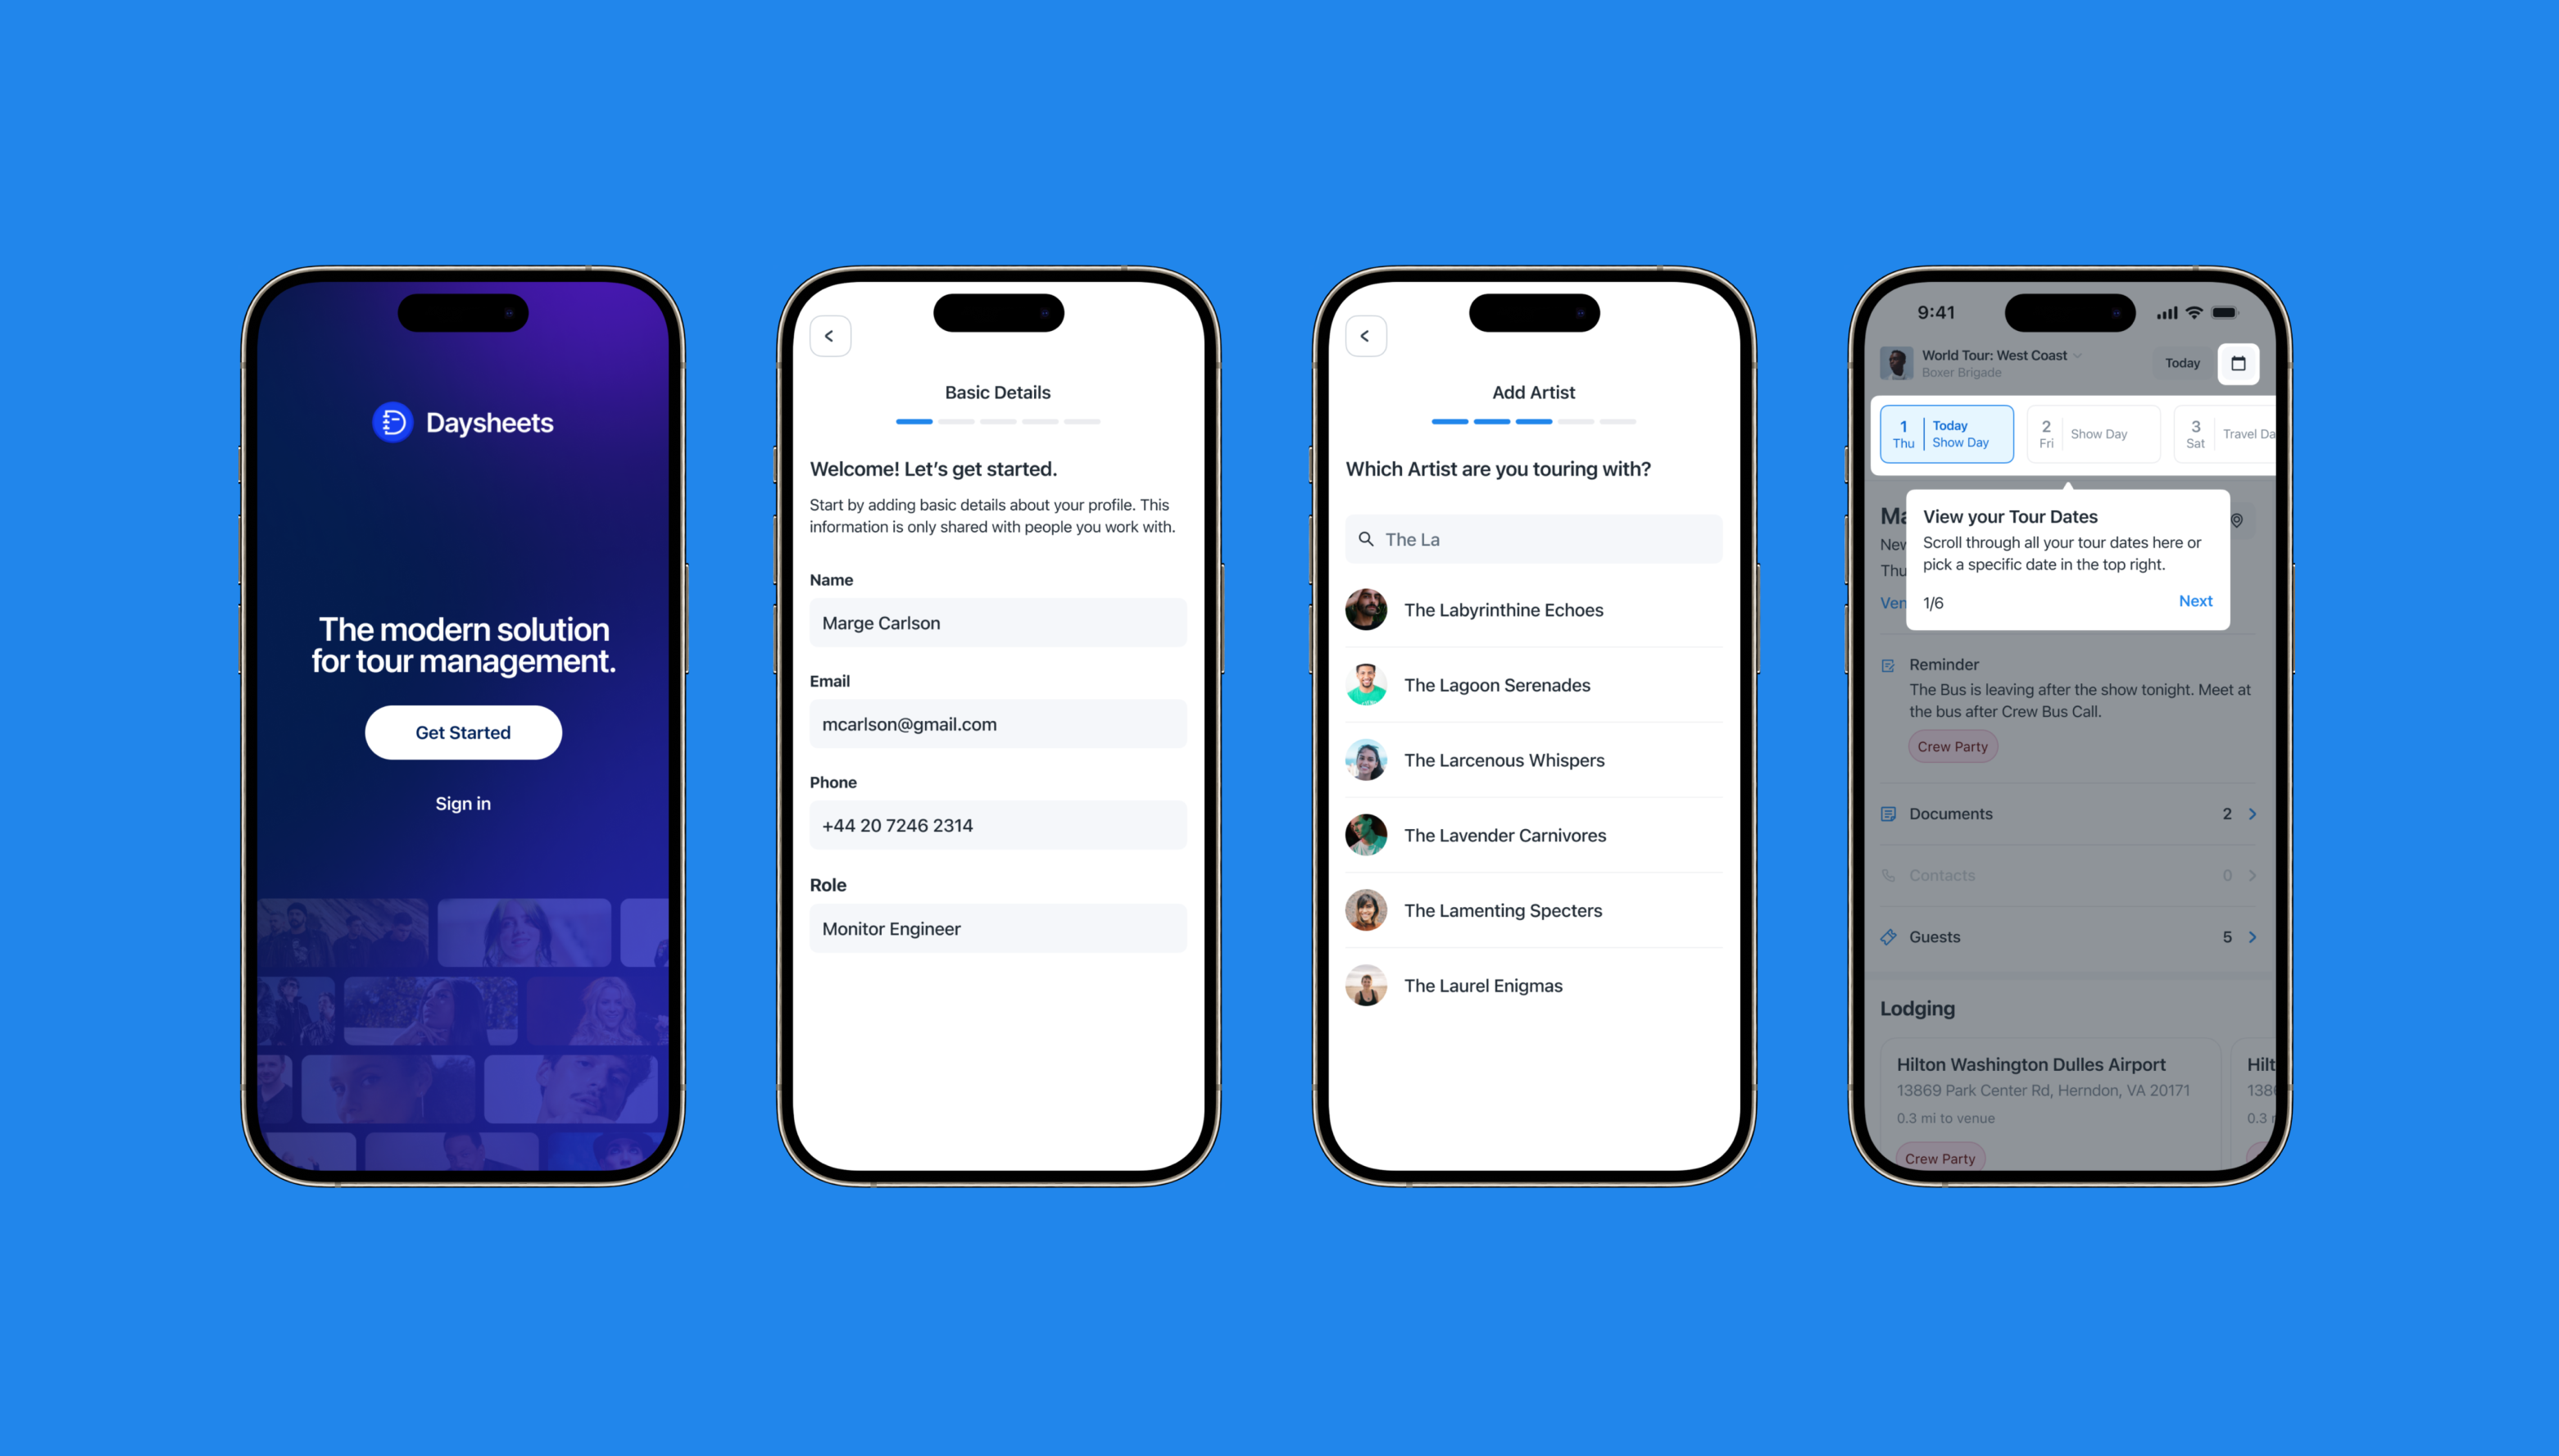 Daysheets
The modern solution
for tour management.
Get Started
Sign in
Basic Details
Welcome! Let’s get started.
Start by adding basic details about your profile. This
information is only shared with people you work with.
Name
Marge Carlson
Email
mcarlson@gmail.com
Phone
+44 20 7246 2314
Role
Monitor Engineer
Add Artist
Which Artist are you touring with?
The La
The Labyrinthine Echoes
The Lagoon Serenades
The Larcenous Whispers
The Lavender Carnivores
The Lamenting Specters
The Laurel Enigmas
9:41
World Tour: West Coast
Boxer Brigade
Today
1
Thu
Today
Show Day
2
Fri
Show Day
3
Sat
Travel Da
View your Tour Dates
Scroll through all your tour dates here or
pick a specific date in the top right.
1/6
Next
Thu
Reminder
The Bus is leaving after the show tonight. Meet at
the bus after Crew Bus Call.
Crew Party
Documents
2
Contacts
0
Guests
5
Lodging
Hilton Washington Dulles Airport
13869 Park Center Rd, Herndon, VA 20171
0.3 mi to venue
Crew Party
Hilt
0.3